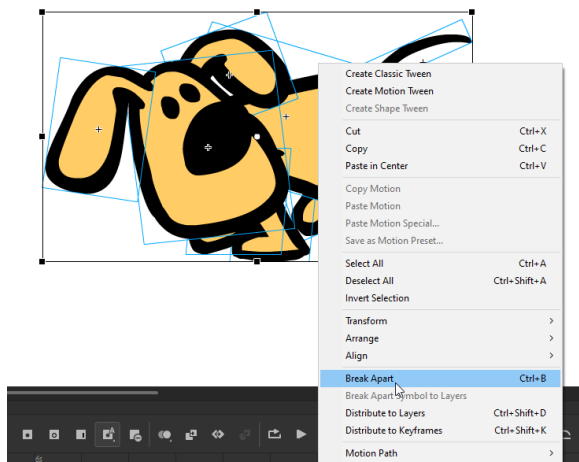 Create Classic Tween
Create Motion Tween
Create Shape Tween
Cut Ctrl+X
Copy Ctrl+C
Paste in Center Ctrl+V
Copy Motion
Paste Motion
Paste Motion Special...
Save as Motion Preset...
Select All Ctrl+A
Deselect All Ctrl+Shift+A
Invert Selection
Transform
Arrange
Align
Break Apart Ctrl+B
Break Apart Symbol to Layers
Distribute to Layers Ctrl+Shift+D
Distribute to Keyframes Ctrl+Shift+K
Motion Path
6s